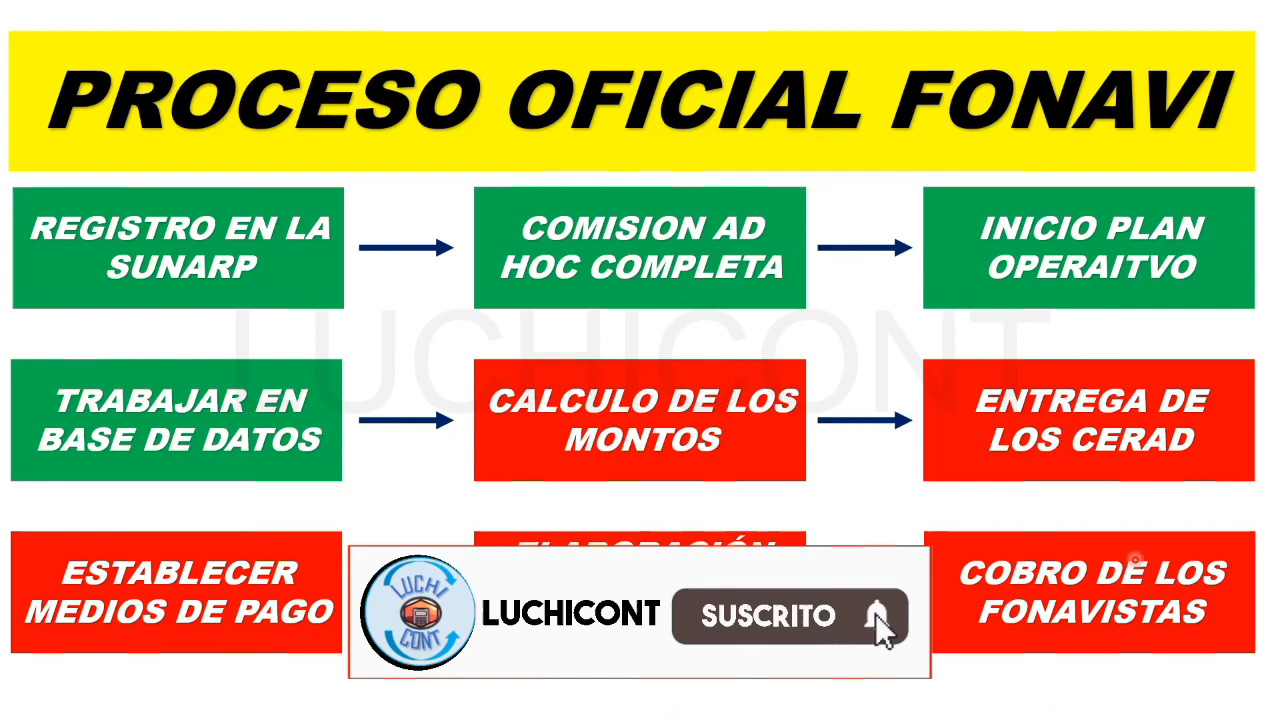 PROCESO OFICIAL FONAVI
REGISTRO EN LA
SUNARP
COMISION AD
HOC COMPLETA
INICIO PLAN
OPERAITVO
LUCHICONT
TRABAJAR EN
BASE DE DATOS
CALCULO DE LOS
MONTOS
ENTREGA DE
LOS CERAD
ESTABLECER
MEDIOS DE PAGO
ELABORACIÓN
COBRO DE LOS
FONAVISTAS
LUCHI
CONT
LUCHICONT
SUSCRITO